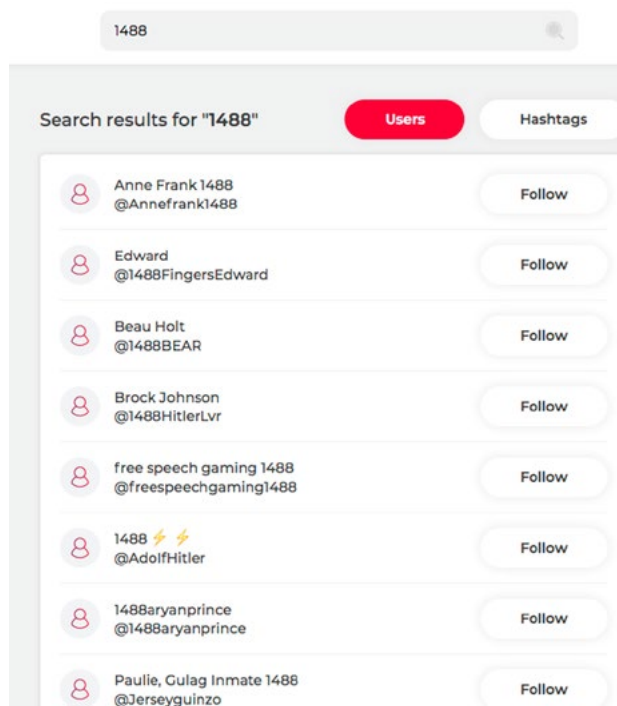 1488
Search results for "1488"
Users
Hashtags
Anne Frank 1488
@Annefrank1488
Follow
Edward
@1488FingersEdward
Follow
Beau Holt
@1488BEAR
Follow
Brock Johnson
@1488HitlerLvr
Follow
free speech gaming 1488
@freespeechgaming1488
Follow
1488⚡⚡
@AdolfHitler
Follow
1488aryanprince
@1488aryanprince
Follow
Paulie, Gulag Inmate 1488
@Jerseyguinzo
Follow